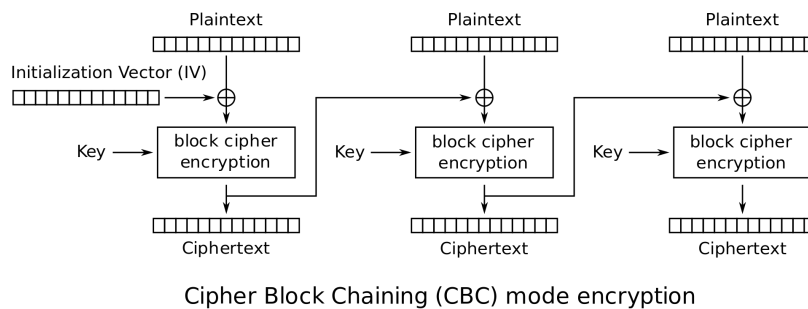 Plaintext
Plaintext
Plaintext
Initialization Vector (IV)
Key
block cipher
encryption
Key
block cipher
encryption
Key
block cipher
encryption
Ciphertext
Ciphertext
Ciphertext
Cipher Block Chaining (CBC) mode encryption